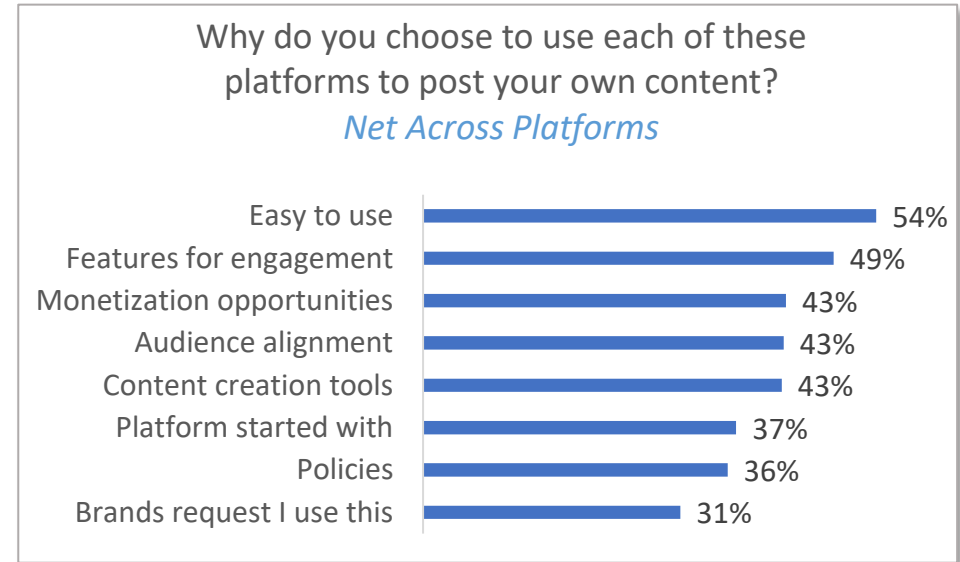 Why do you choose to use each of these
platforms to post your own content?
Net Across Platforms
Easy to use 54%
Features for engagement 49%
Monetization opportunities 43%
Audience alignment 43%
Content creation tools 43%
Platform started with 37%
Policies 36%
Brands request I use this 31%